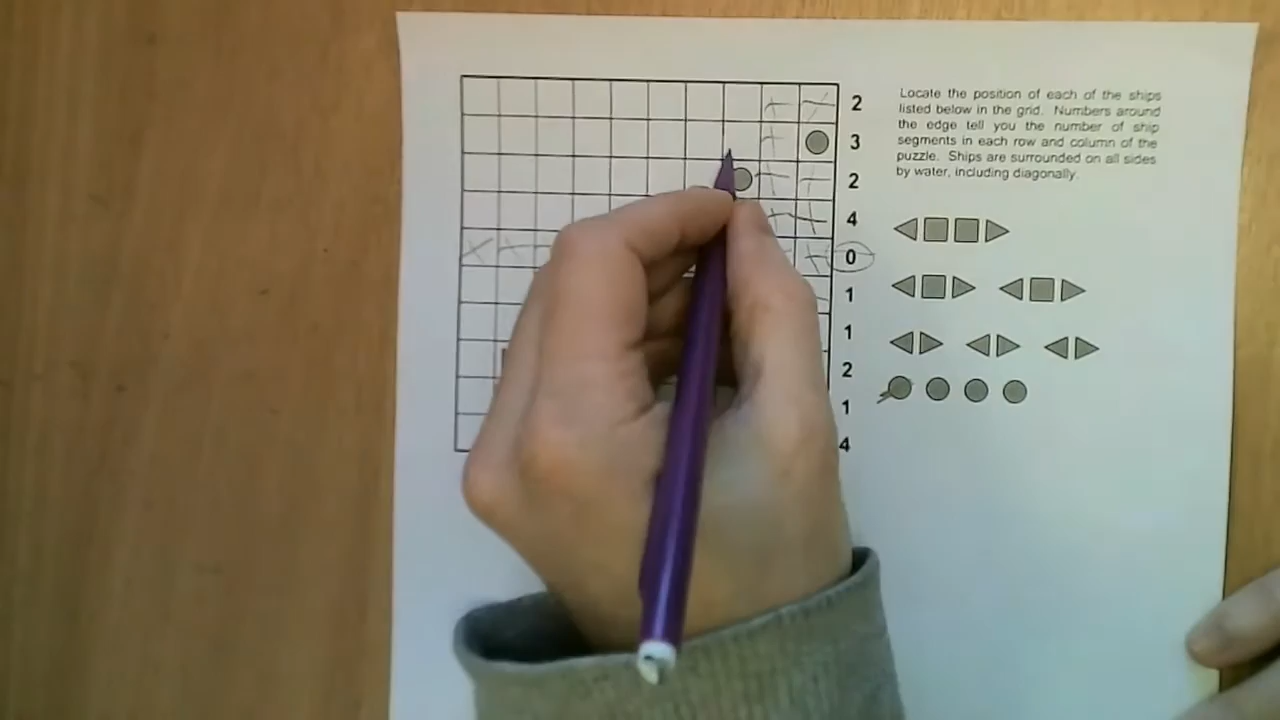 Locate the position of each of the ships
listed below in the grid. Numbers around
the edge tell you the number of ship
segments in each row and column of the
puzzle. Ships are surrounded on all sides
by water, including diagonally.
2
3
2
4
0
1
1
2
1
4